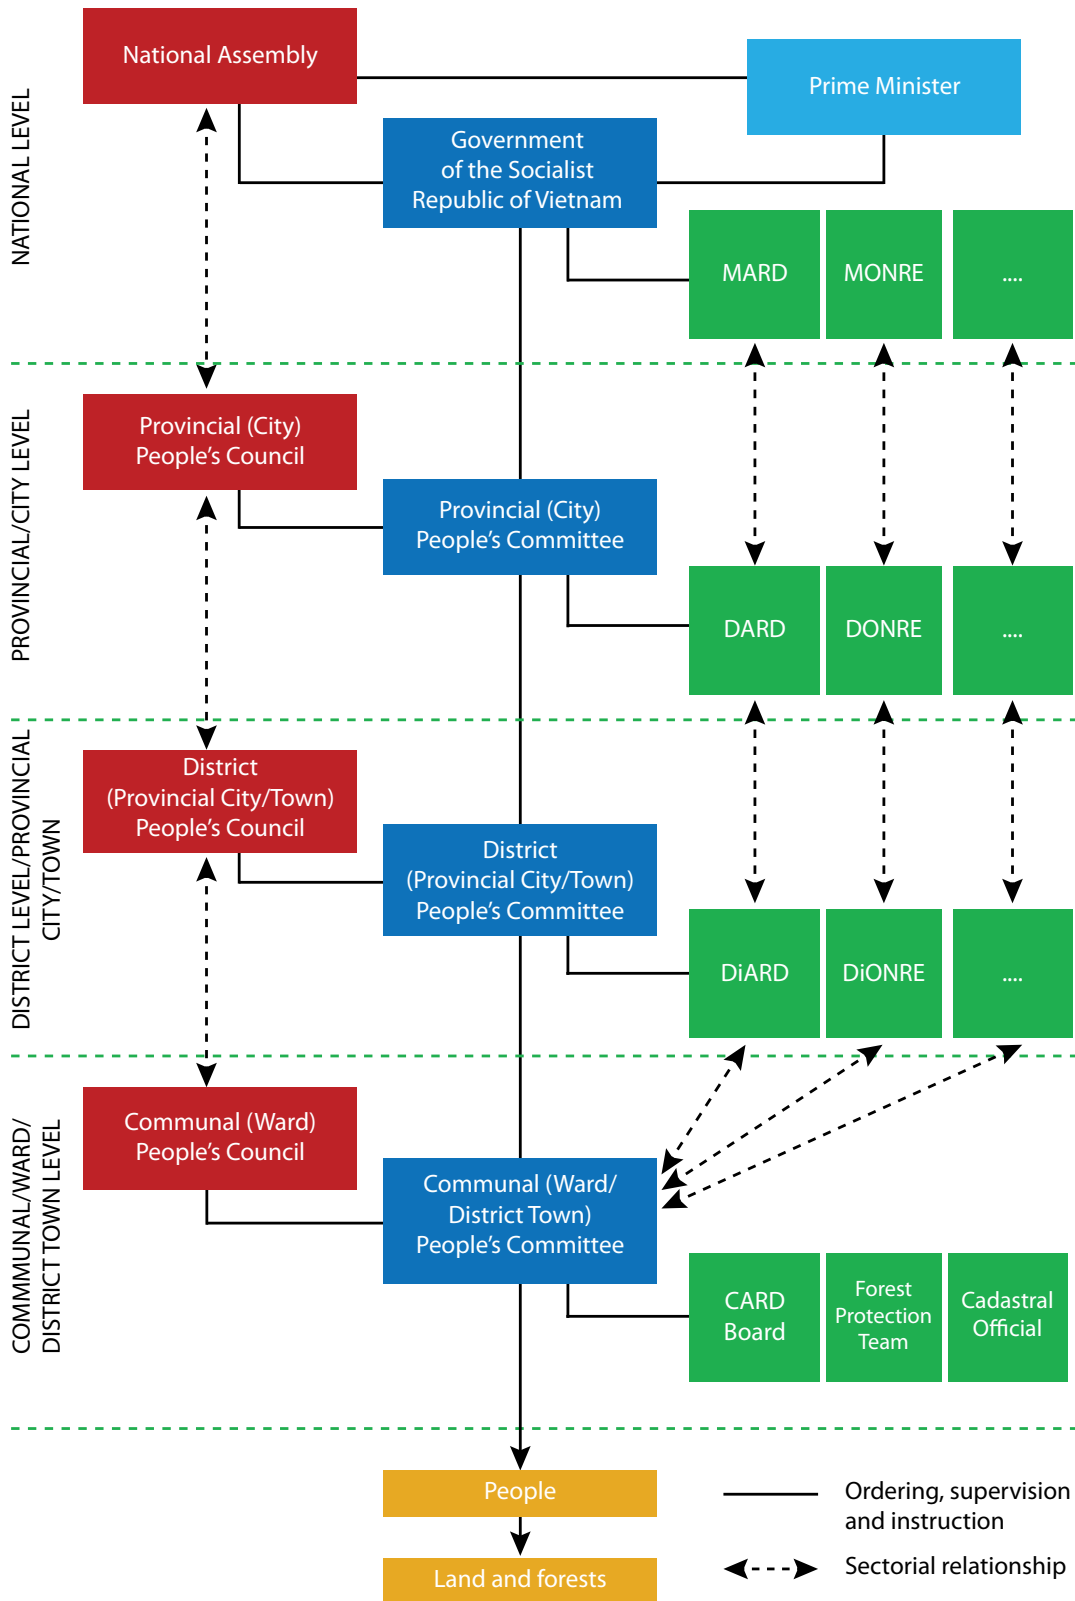 NATIONAL LEVEL
National Assembly
Prime Minister
Government
of the Socialist
Republic of Vietnam
MARD
MONRE
....
PROVINCIAL/CITY LEVEL
Provincial (City)
People’s Council
Provincial (City)
People’s Committee
DARD
DONRE
....
DISTRICT LEVEL/PROVINCIAL
CITY/TOWN
District
(Provincial City/Town)
People’s Council
District
(Provincial City/Town)
People’s Committee
DiARD
DiONRE
....
COMMMUNAL/WARD/
DISTRICT TOWN LEVEL
Communal (Ward)
People’s Council
Communal (Ward/
District Town)
People’s Committee
CARD
Board
Forest
Protection
Team
Cadastral
Official
People
Land and forests
Ordering, supervision
and instruction
Sectorial relationship